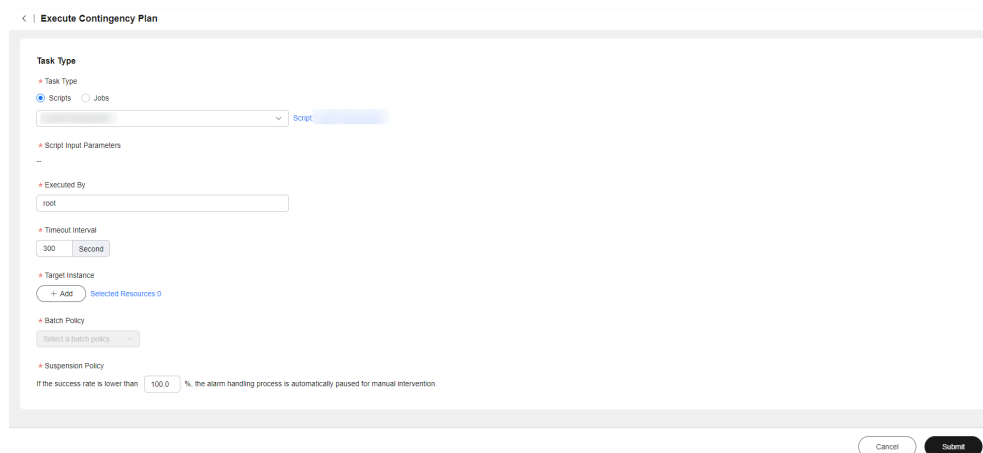 < | Execute Contingency Plan
Task Type
* Task Type
Scripts Jobs
Script
* Script Input Parameters
--
* Executed By
root
* Timeout Interval
300 Second
* Target Instance
+ Add Selected Resources:0
* Batch Policy
Select a batch policy
* Suspension Policy
If the success rate is lower than 100.0 %, the alarm handling process is automatically paused for manual intervention.
Cancel Submit